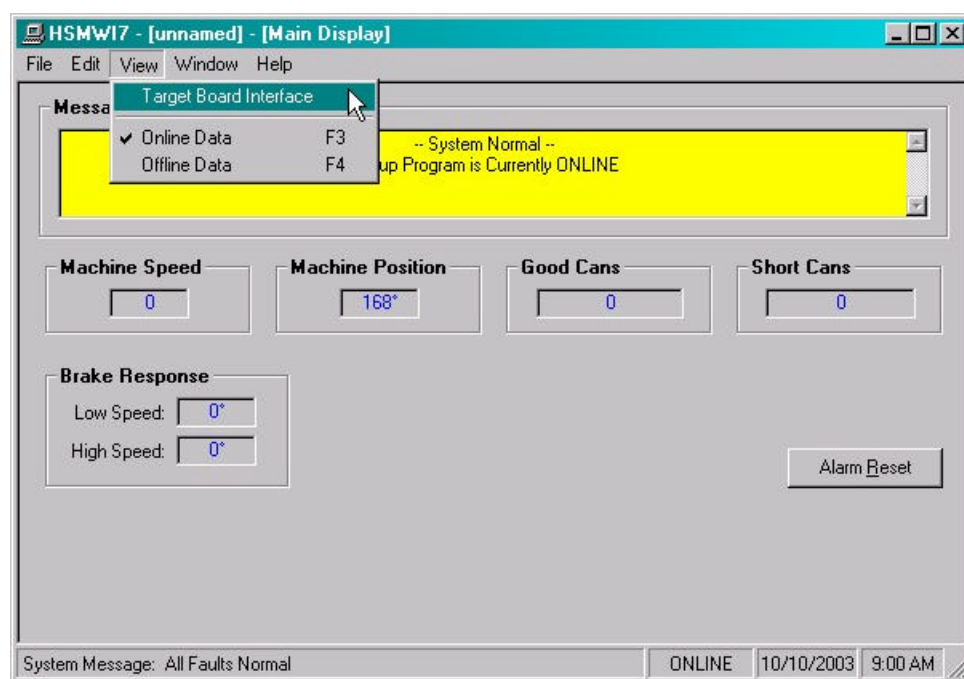 HSMWI7 - [unnamed] - [Main Display]
File Edit View Window Help
Target Board Interface
Online Data F3
Offline Data F4
-- System Normal --
Program is Currently ONLINE
Machine Speed
0
Machine Position
168°
Good Cans
0
Short Cans
0
Brake Response
Low Speed: 0°
High Speed: 0°
Alarm Reset
System Message: All Faults Normal
ONLINE
10/10/2003
9:00 AM